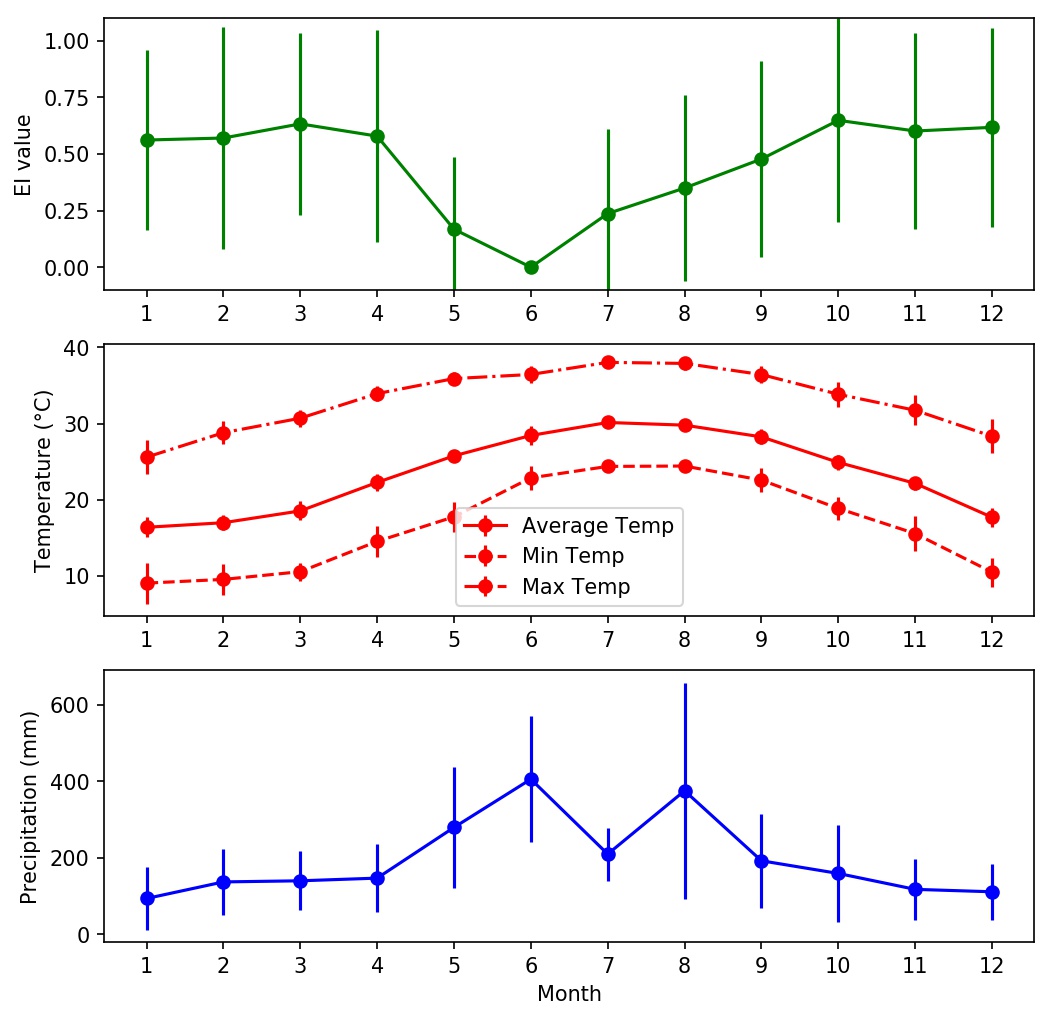 1.00
0.75
0.50
0.25
0.00
EI value
1 2 3 4 5 6 7 8 9 10 11 12
40
30
20
10
Temperature (°C)
Average Temp
Min Temp
Max Temp
1 2 3 4 5 6 7 8 9 10 11 12
600
400
200
0
Precipitation (mm)
1 2 3 4 5 6 7 8 9 10 11 12
Month